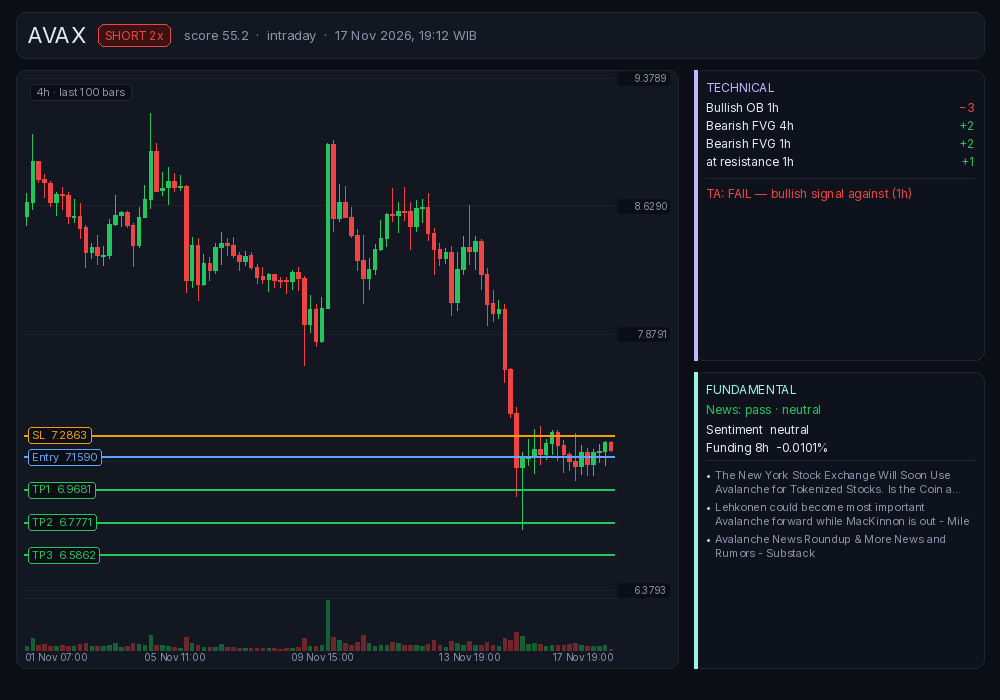 AVAX SHORT 2x score 55.2 · intraday · 17 Nov 2026, 19:12 WIB
4h · last 100 bars
9.3789
8.6290
7.8791
6.3793
SL 7.2863
Entry 7.1590
TP1 6.9681
TP2 6.7771
TP3 6.5862
01 Nov 07:00 05 Nov 11:00 09 Nov 15:00 13 Nov 19:00 17 Nov 19:00
TECHNICAL
Bullish OB 1h −3
Bearish FVG 4h +2
Bearish FVG 1h +2
at resistance 1h +1
TA: FAIL — bullish signal against (1h)
FUNDAMENTAL
News: pass · neutral
Sentiment neutral
Funding 8h -0.0101%
• The New York Stock Exchange Will Soon Use
Avalanche for Tokenized Stocks. Is the Coin a…
• Lehkonen could become most important
Avalanche forward while MacKinnon is out - Mile
• Avalanche News Roundup & More News and
Rumors - Substack